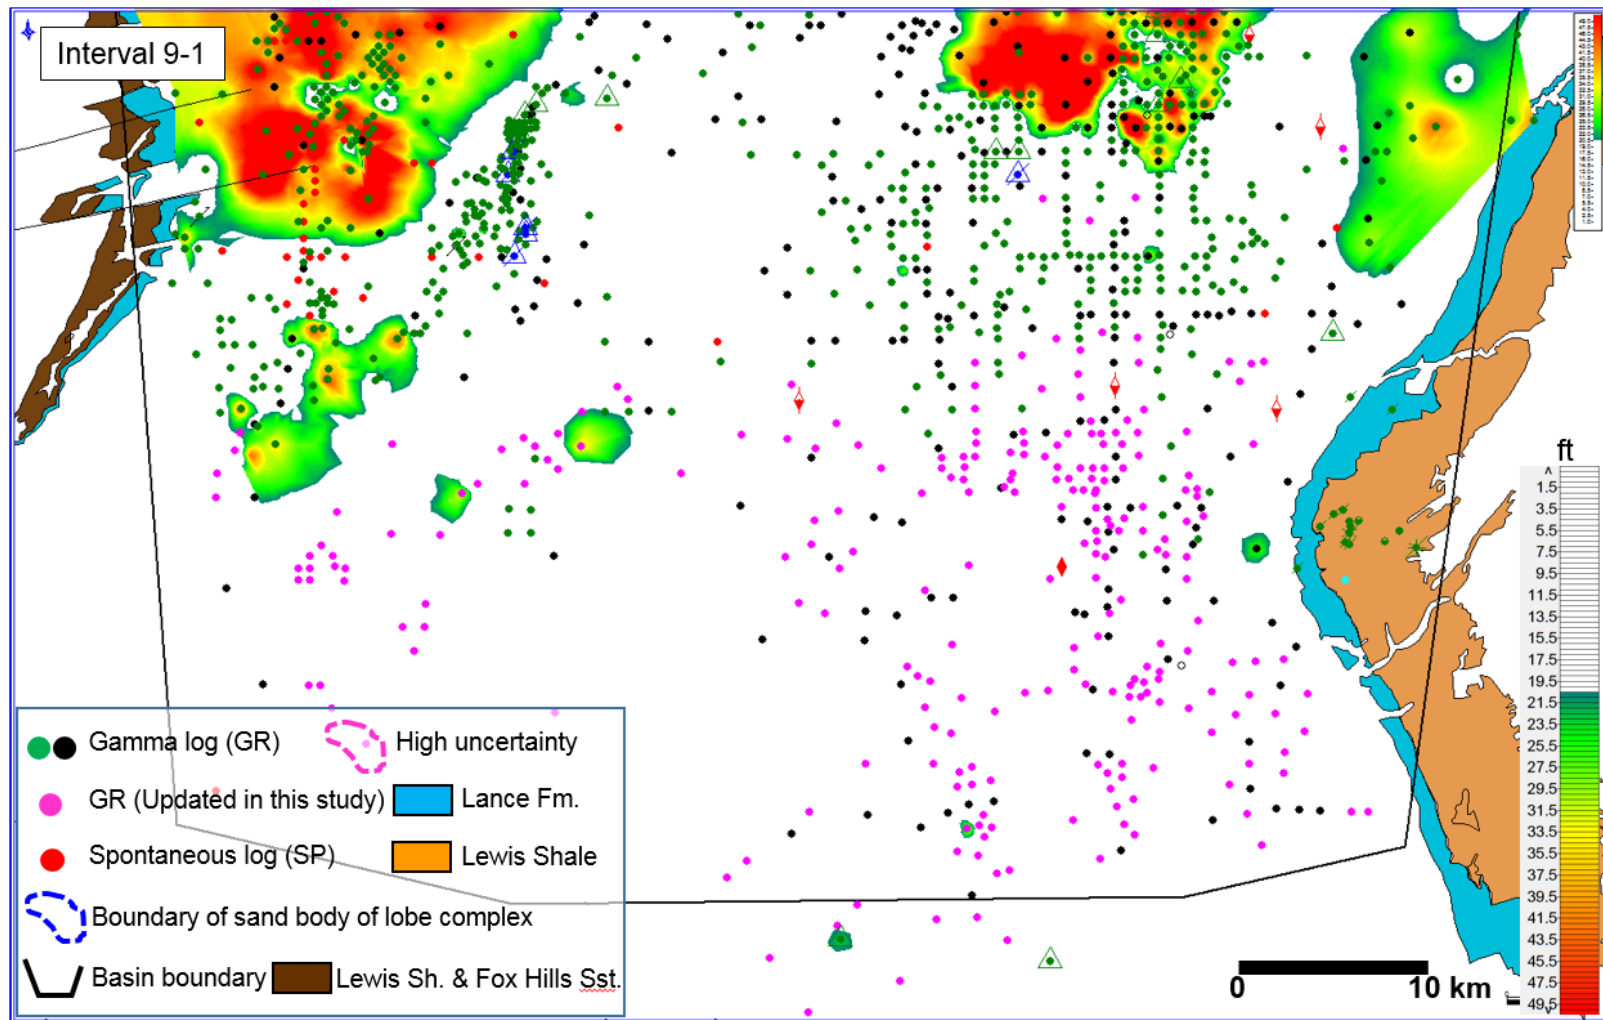 Interval 9-1
49.0
ft
1.5
3.5
5.5
7.5
9.5
11.5
13.5
15.5
17.5
19.5
21.5
23.5
25.5
27.5
29.5
31.5
33.5
35.5
37.5
39.5
41.5
43.5
45.5
47.5
49.5
Gamma log (GR)
High uncertainty
GR (Updated in this study)
Lance Fm.
Spontaneous log (SP)
Lewis Shale
Boundary of sand body of lobe complex
Basin boundary
Lewis Sh. & Fox Hills Sst.
0 10 km